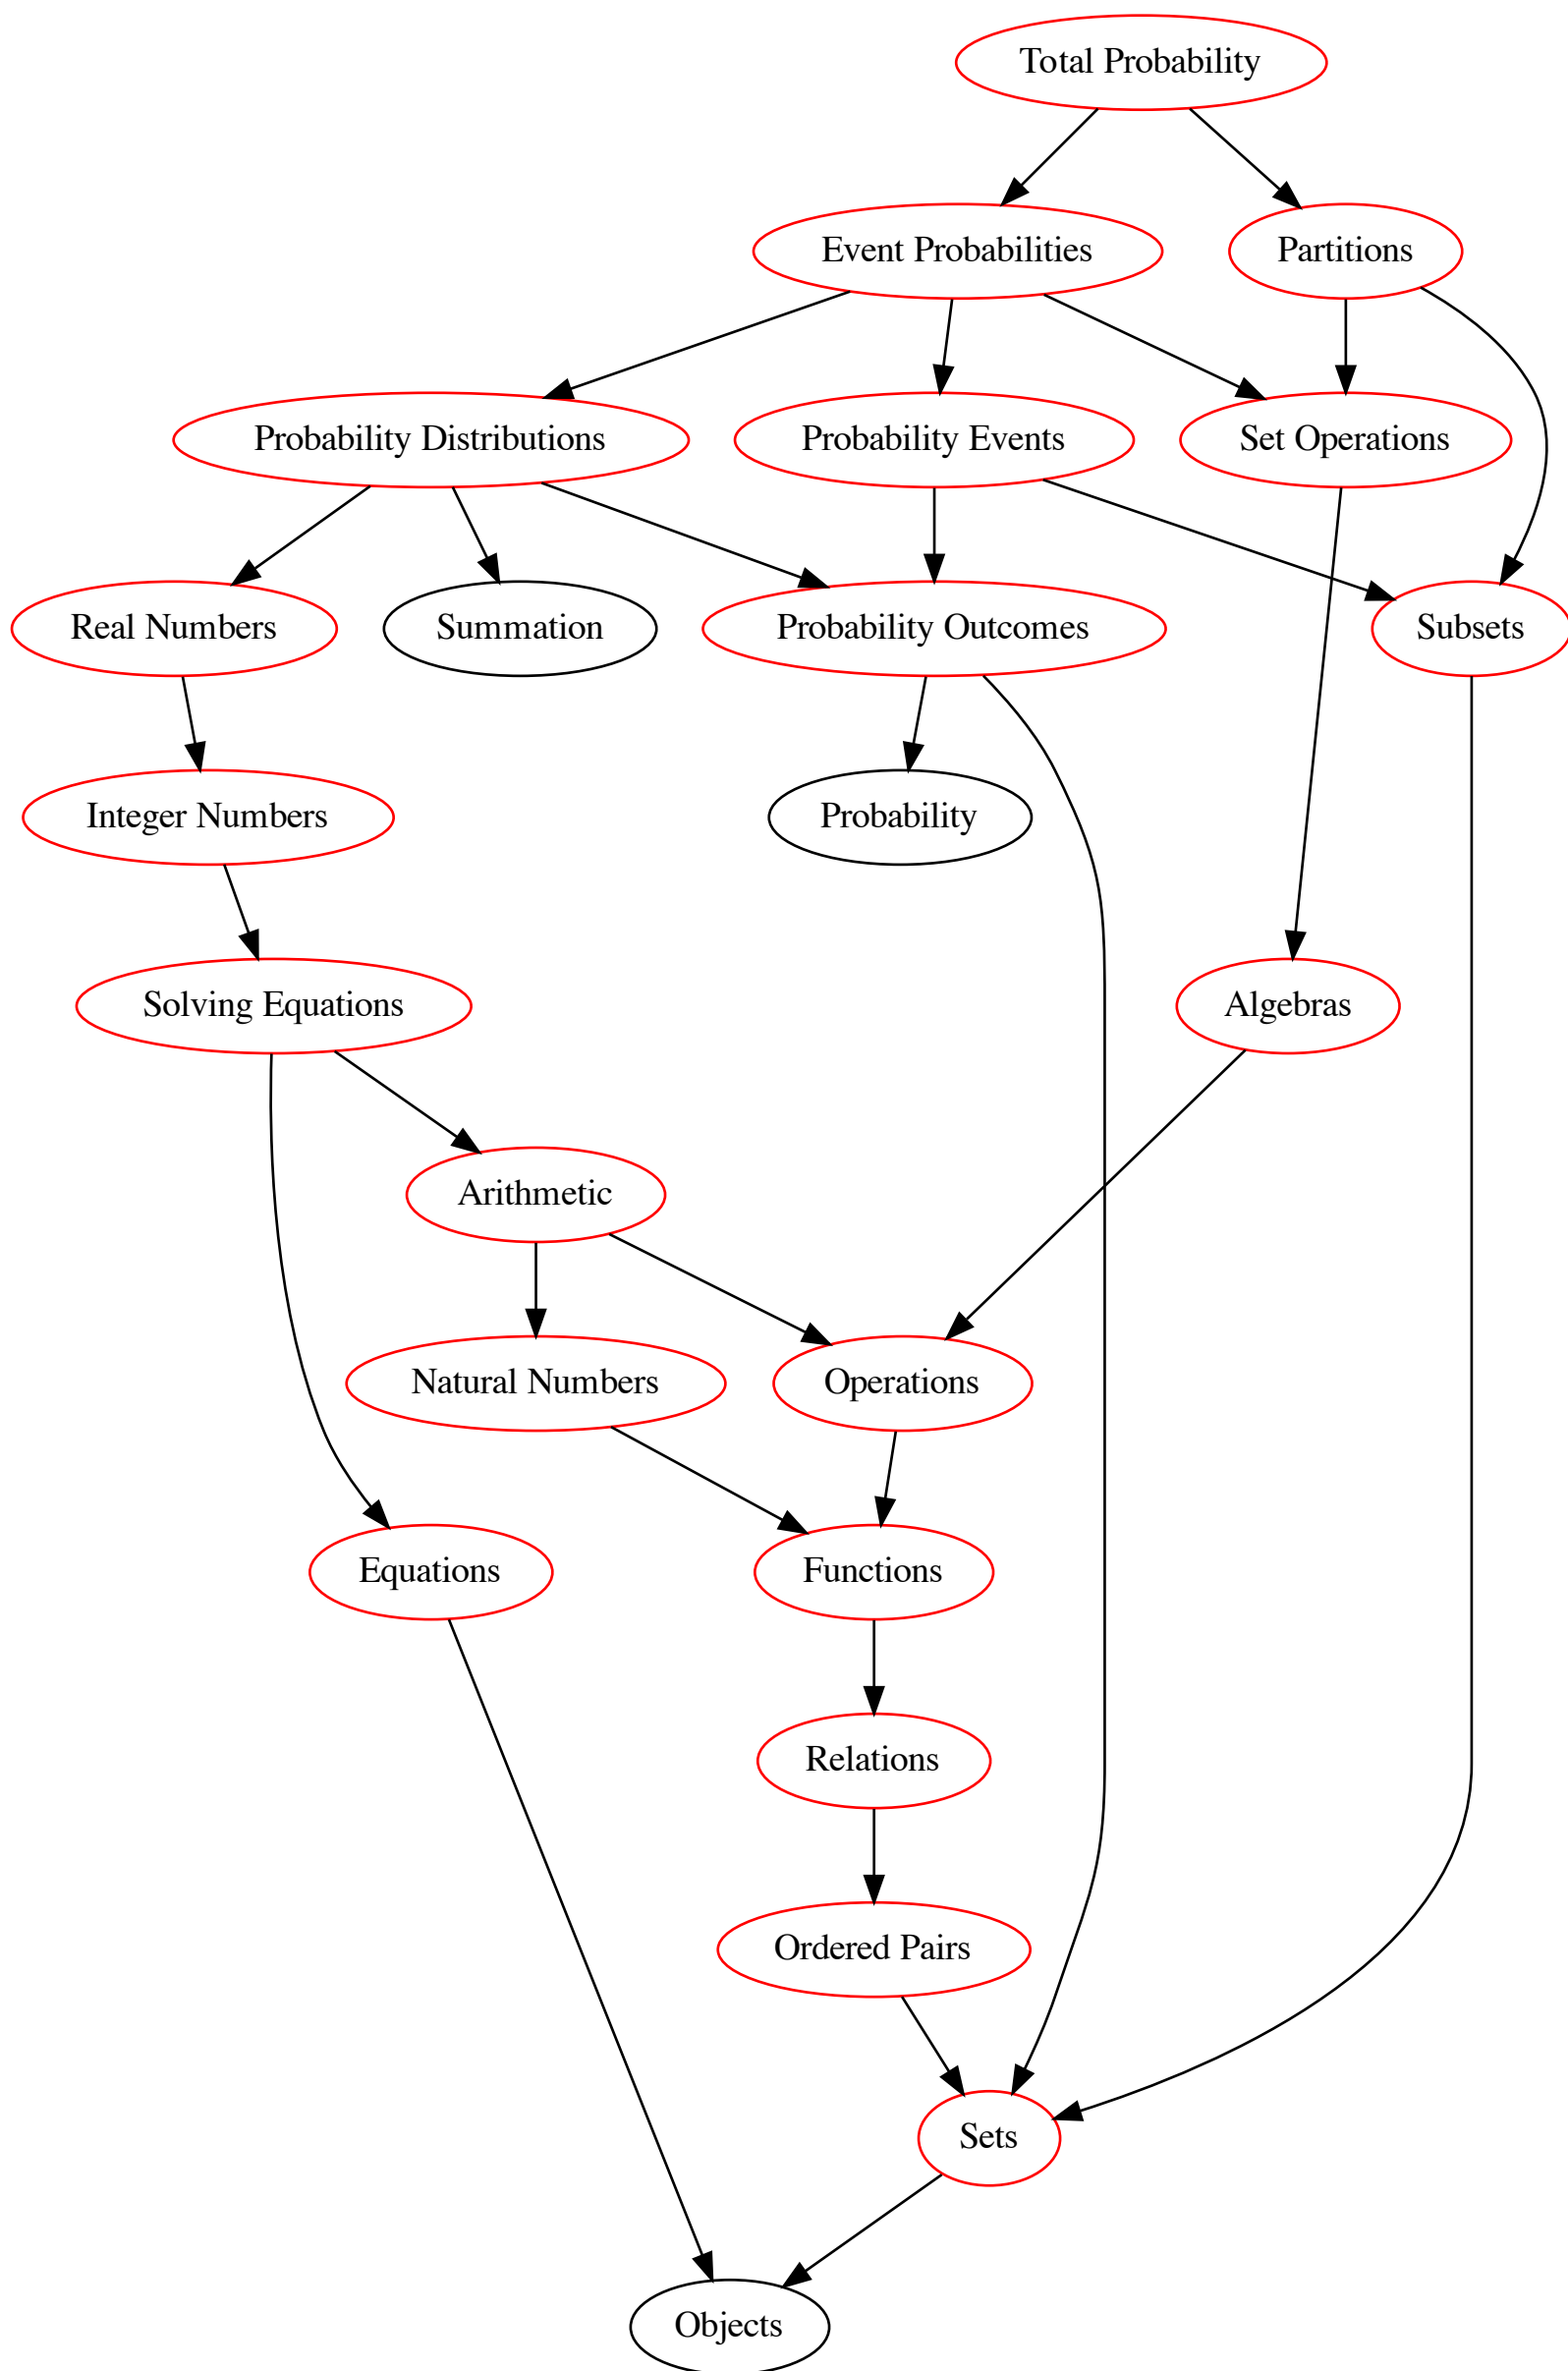 Total Probability
Event Probabilities
Partitions
Probability Distributions
Probability Events
Set Operations
Real Numbers
Summation
Probability Outcomes
Subsets
Integer Numbers
Probability
Solving Equations
Algebras
Arithmetic
Natural Numbers
Operations
Equations
Functions
Relations
Ordered Pairs
Sets
Objects